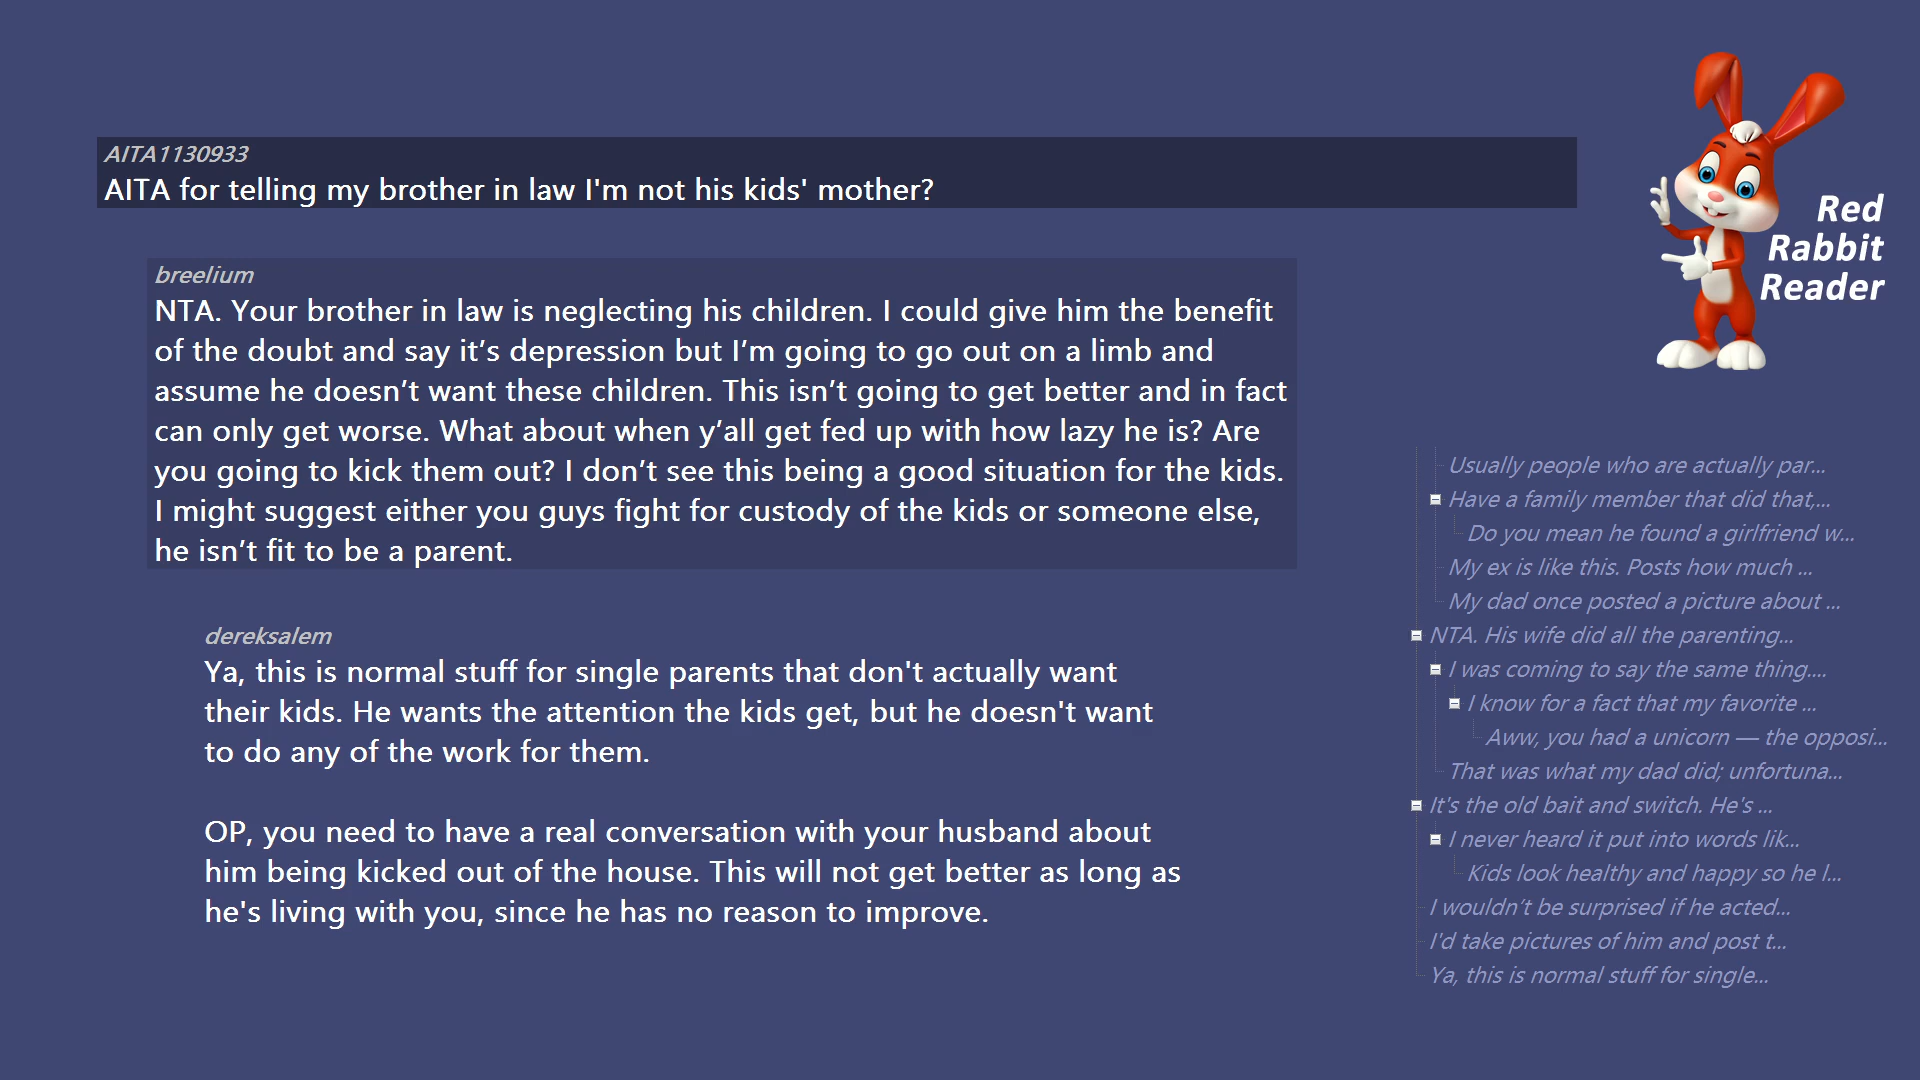 AITA1130933
AITA for telling my brother in law I'm not his kids' mother?
breelium
NTA. Your brother in law is neglecting his children. I could give him the benefit
of the doubt and say it’s depression but I’m going to go out on a limb and
assume he doesn’t want these children. This isn’t going to get better and in fact
can only get worse. What about when y’all get fed up with how lazy he is? Are
you going to kick them out? I don’t see this being a good situation for the kids.
I might suggest either you guys fight for custody of the kids or someone else,
he isn’t fit to be a parent.
dereksalem
Ya, this is normal stuff for single parents that don't actually want
their kids. He wants the attention the kids get, but he doesn't want
to do any of the work for them.
OP, you need to have a real conversation with your husband about
him being kicked out of the house. This will not get better as long as
he's living with you, since he has no reason to improve.
Red
Rabbit
Reader
Usually people who are actually par...
Have a family member that did that,...
Do you mean he found a girlfriend w...
My ex is like this. Posts how much ...
My dad once posted a picture about ...
NTA. His wife did all the parenting...
I was coming to say the same thing....
I know for a fact that my favorite ...
Aww, you had a unicorn — the opposi...
That was what my dad did; unfortuna...
It's the old bait and switch. He's ...
I never heard it put into words lik...
Kids look healthy and happy so he l...
I wouldn’t be surprised if he acted...
I'd take pictures of him and post t...
Ya, this is normal stuff for single...